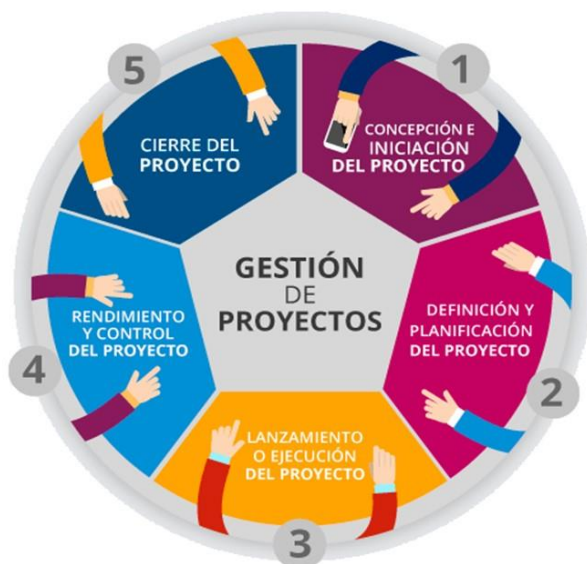 GESTIÓN
DE
PROYECTOS
1
CONCEPCIÓN E
INICIACIÓN
DEL PROYECTO
2
DEFINICIÓN Y
PLANIFICACIÓN
DEL PROYECTO
3
LANZAMIENTO
O EJECUCIÓN
DEL PROYECTO
4
RENDIMIENTO
Y CONTROL
DEL PROYECTO
5
CIERRE DEL
PROYECTO